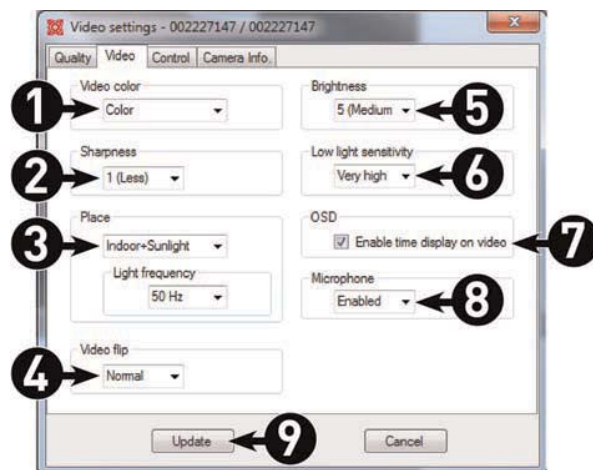 Video settings - 002227147 / 002227147
Quality Video Control Camera Info.
Video color
1 Color
Brightness
5 (Medium 5
Sharpness
2 1 (Less)
Low light sensitivity
Very high 6
Place
3 Indoor+Sunlight
Light frequency
50 Hz
OSD
Enable time display on video 7
Microphone
Enabled 8
Video flip
4 Normal
Update 9 Cancel